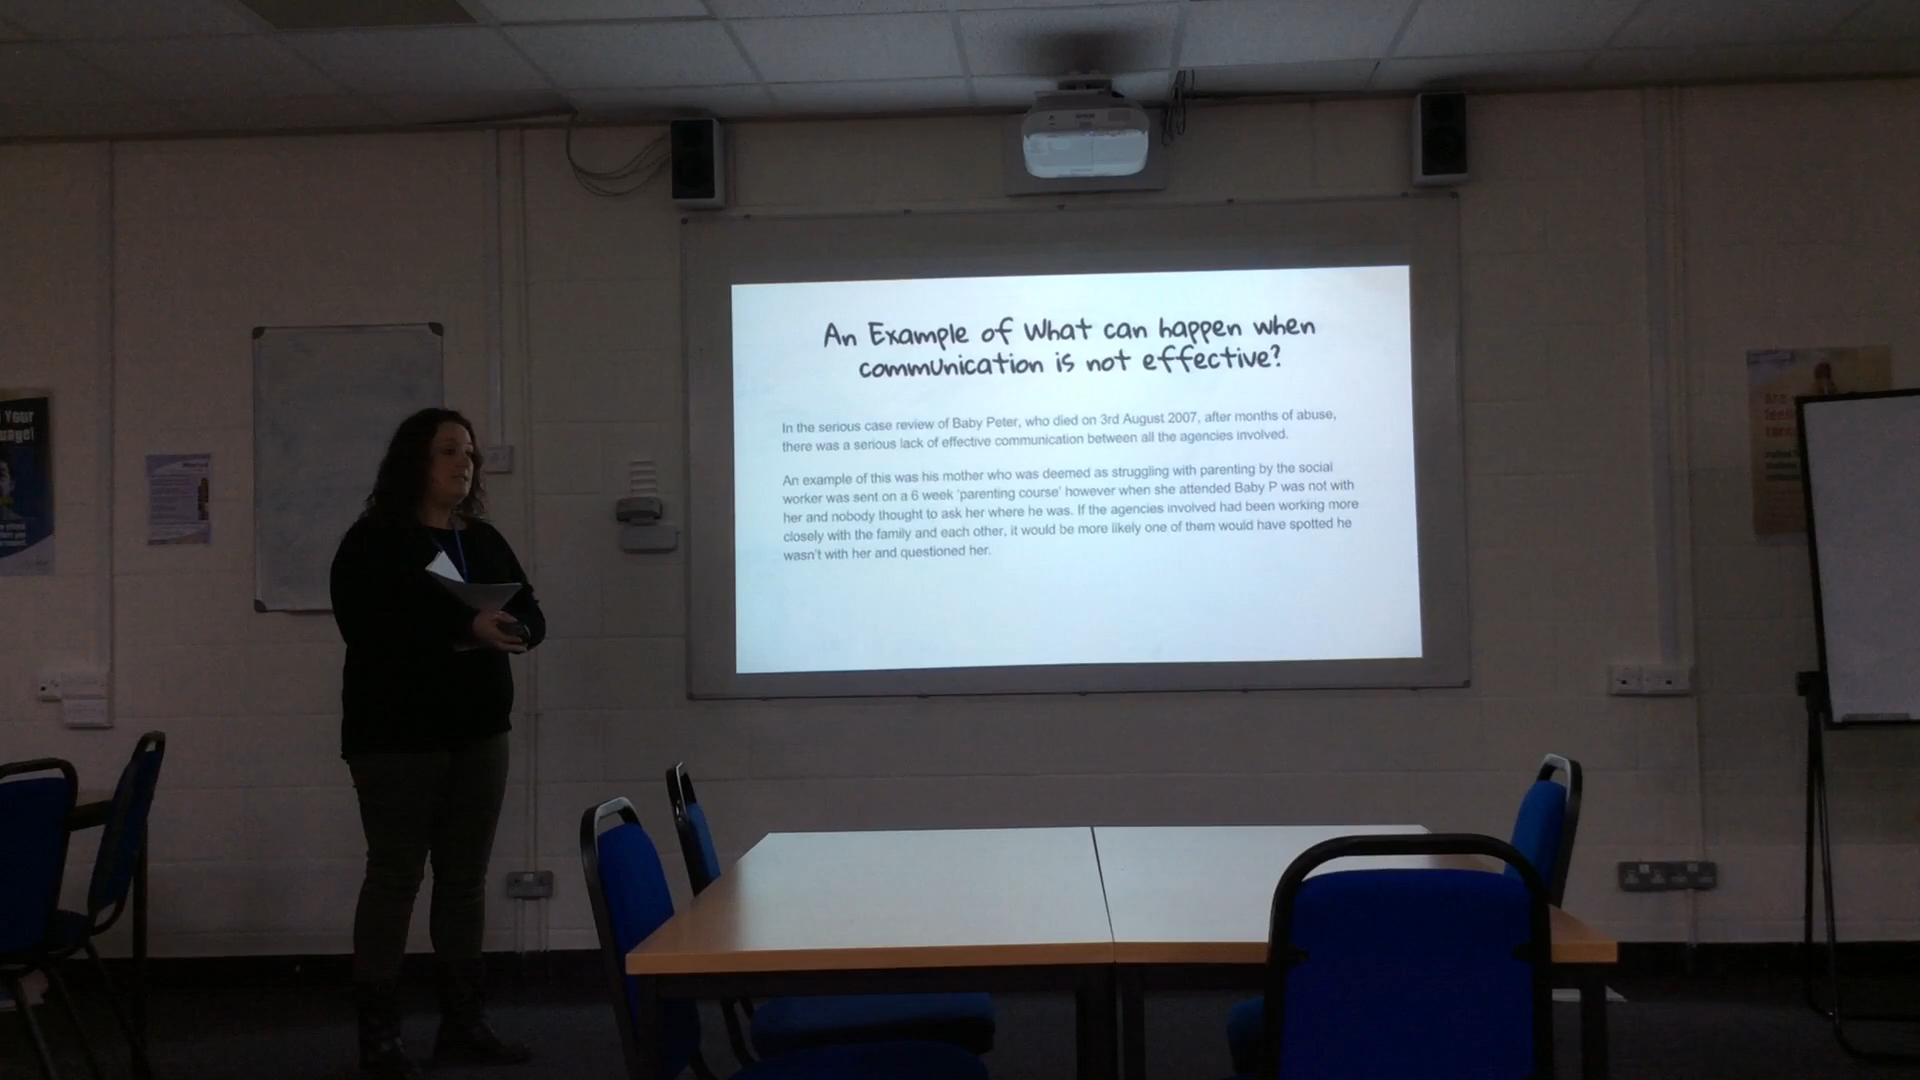 An Example of What can happen when
communication is not effective?
In the serious case review of Baby Peter, who died on 3rd August 2007, after months of abuse,
there was a serious lack of effective communication between all the agencies involved.
An example of this was his mother who was deemed as struggling with parenting by the social
worker was sent on a 6 week 'parenting course' however when she attended Baby P was not with
her and nobody thought to ask her where he was. If the agencies involved had been working more
closely with the family and each other, it would be more likely one of them would have spotted he
wasn't with her and questioned her.
Your